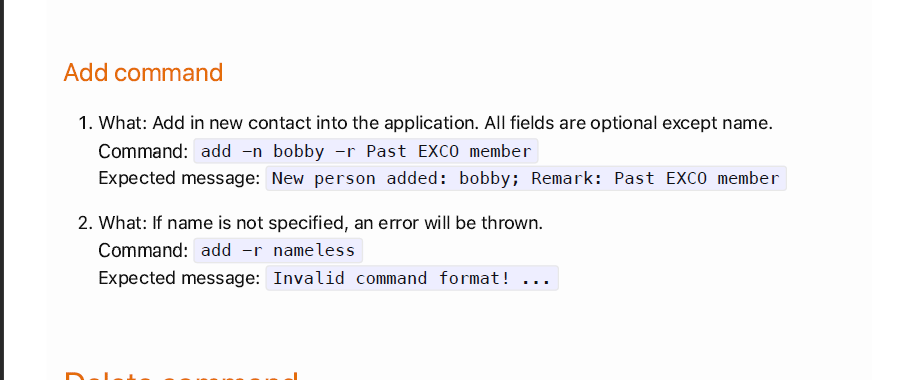 Add command
1. What: Add in new contact into the application. All fields are optional except name.
Command: add –n bobby –r Past EXCO member
Expected message: New person added: bobby; Remark: Past EXCO member
2. What: If name is not specified, an error will be thrown.
Command: add –r nameless
Expected message: Invalid command format! ...
Delete command